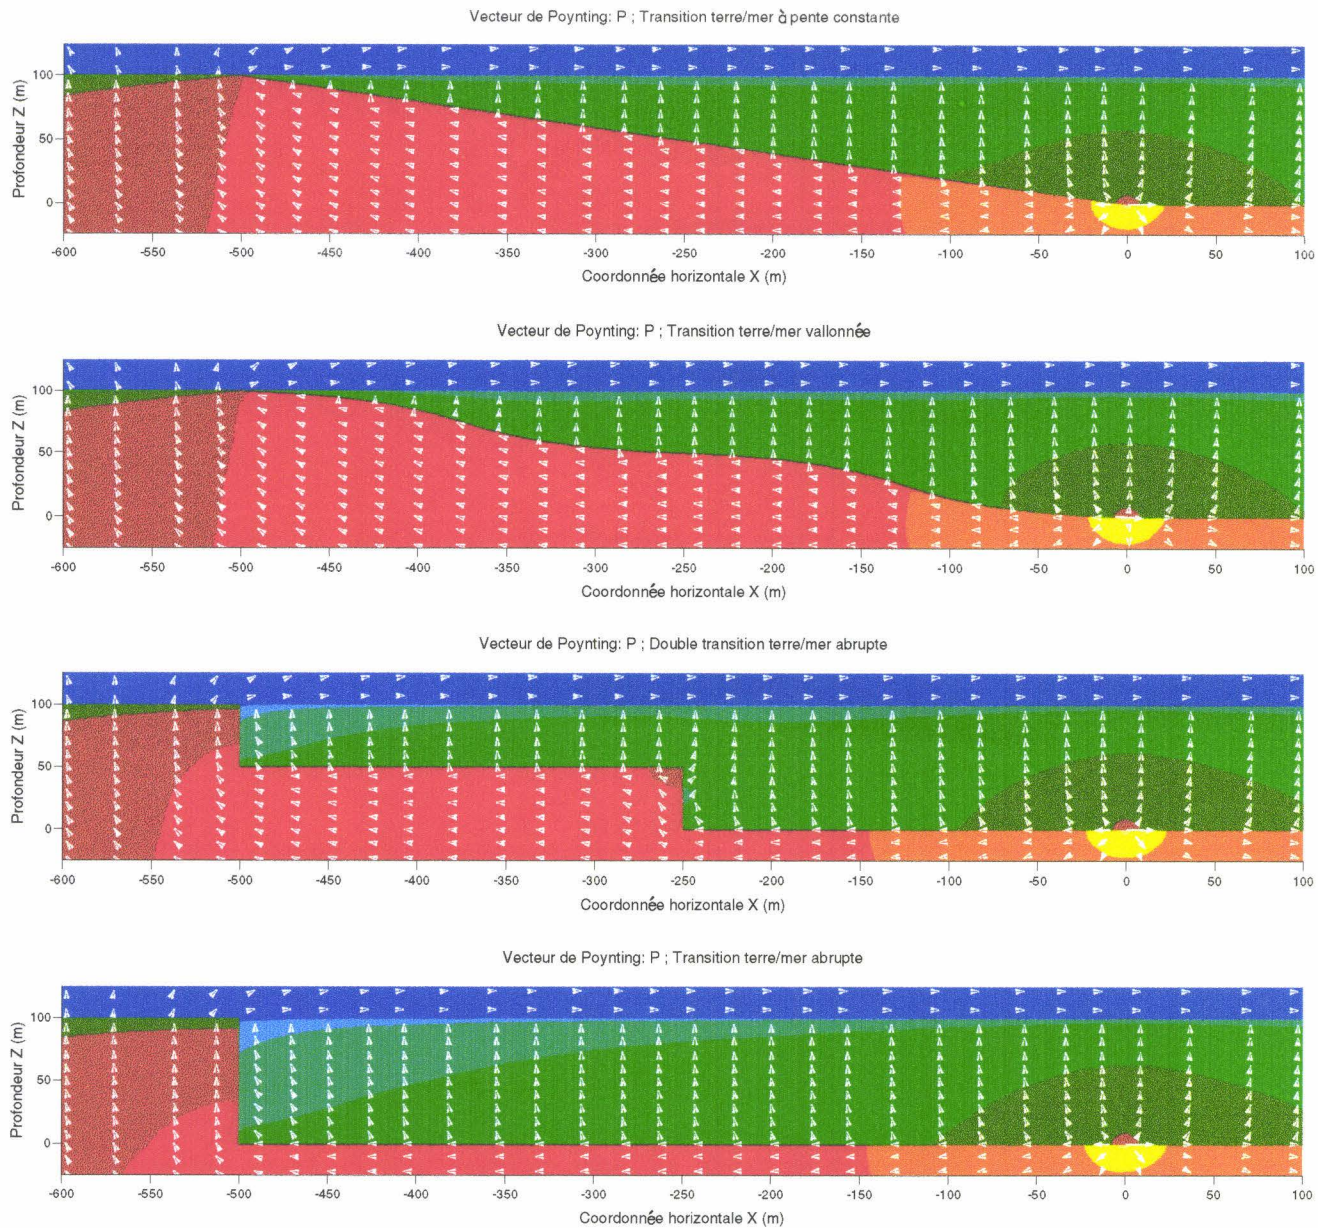 Vecteur de Poynting: P ; Transition terre/mer à pente constante
Profondeur Z (m)
100
50
0
-600 -550 -500 -450 -400 -350 -300 -250 -200 -150 -100 -50 0 50 100
Coordonnée horizontale X (m)
Vecteur de Poynting: P ; Transition terre/mer vallonnée
Profondeur Z (m)
100
50
0
-600 -550 -500 -450 -400 -350 -300 -250 -200 -150 -100 -50 0 50 100
Coordonnée horizontale X (m)
Vecteur de Poynting: P ; Double transition terre/mer abrupte
Profondeur Z (m)
100
50
0
-600 -550 -500 -450 -400 -350 -300 -250 -200 -150 -100 -50 0 50 100
Coordonnée horizontale X (m)
Vecteur de Poynting: P ; Transition terre/mer abrupte
Profondeur Z (m)
100
50
0
-600 -550 -500 -450 -400 -350 -300 -250 -200 -150 -100 -50 0 50 100
Coordonnée horizontale X (m)